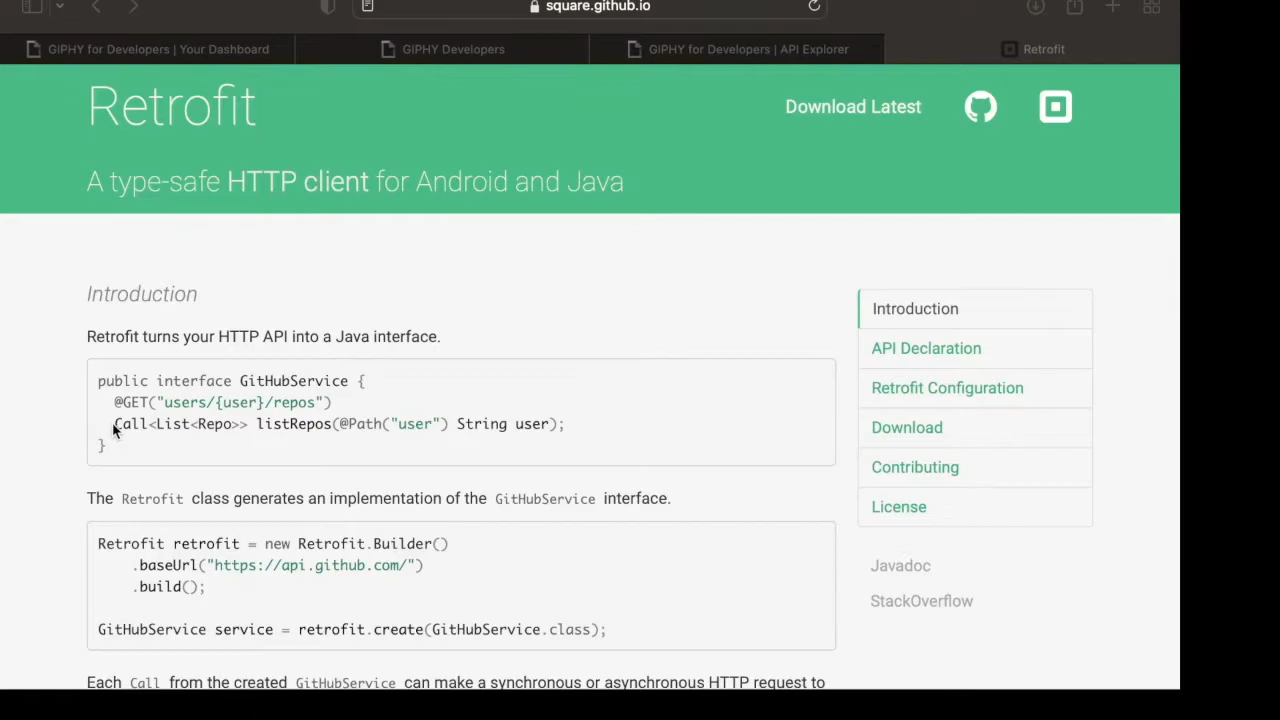 square.github.io
GIPHY for Developers | Your Dashboard
GIPHY Developers
GIPHY for Developers | API Explorer
Retrofit
Retrofit
Download Latest
A type-safe HTTP client for Android and Java
Introduction
Retrofit turns your HTTP API into a Java interface.
public interface GitHubService {
  @GET("users/{user}/repos")
  Call<List<Repo>> listRepos(@Path("user") String user);
}
The Retrofit class generates an implementation of the GitHubService interface.
Retrofit retrofit = new Retrofit.Builder()
    .baseUrl("https://api.github.com/")
    .build();
GitHubService service = retrofit.create(GitHubService.class);
Each Call from the created GitHubService can make a synchronous or asynchronous HTTP request to
Introduction
API Declaration
Retrofit Configuration
Download
Contributing
License
Javadoc
StackOverflow